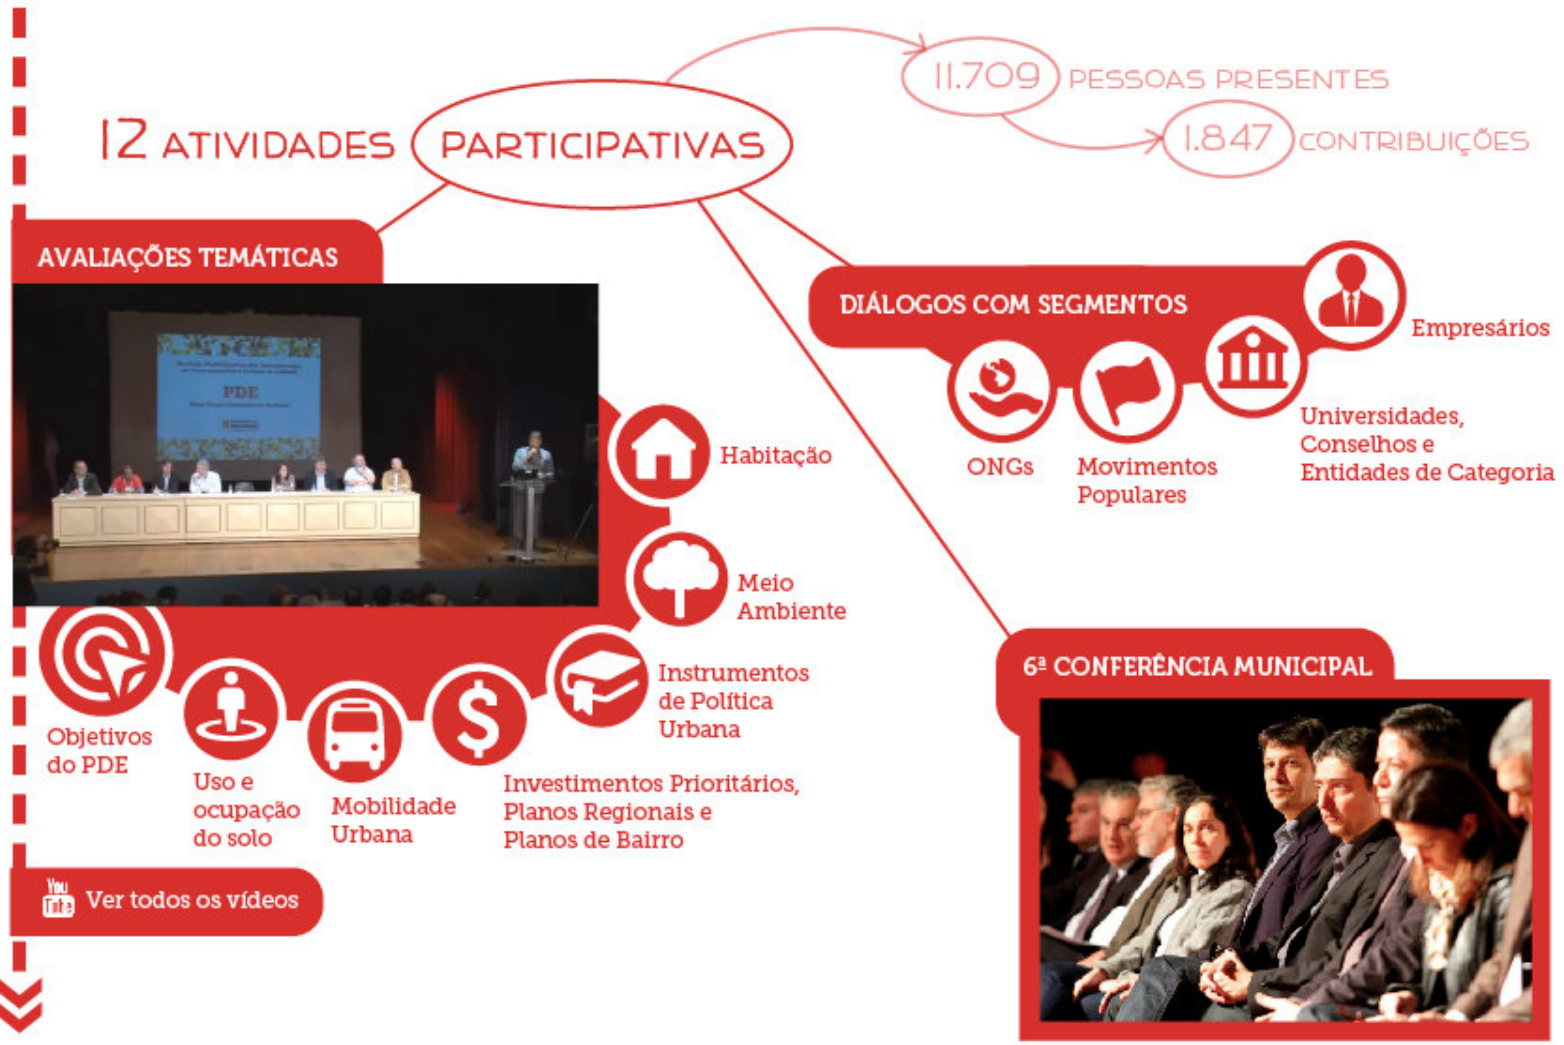 12 ATIVIDADES PARTICIPATIVAS
11.709 PESSOAS PRESENTES
1.847 CONTRIBUIÇÕES
AVALIAÇÕES TEMÁTICAS
PDE
Habitação
Meio
Ambiente
Instrumentos
de Política
Urbana
Investimentos Prioritários,
Planos Regionais e
Planos de Bairro
Mobilidade
Urbana
Uso e
ocupação
do solo
Objetivos
do PDE
You
Tube
Ver todos os vídeos
DIÁLOGOS COM SEGMENTOS
ONGs
Movimentos
Populares
Universidades,
Conselhos e
Entidades de Categoria
Empresários
6ª CONFERÊNCIA MUNICIPAL